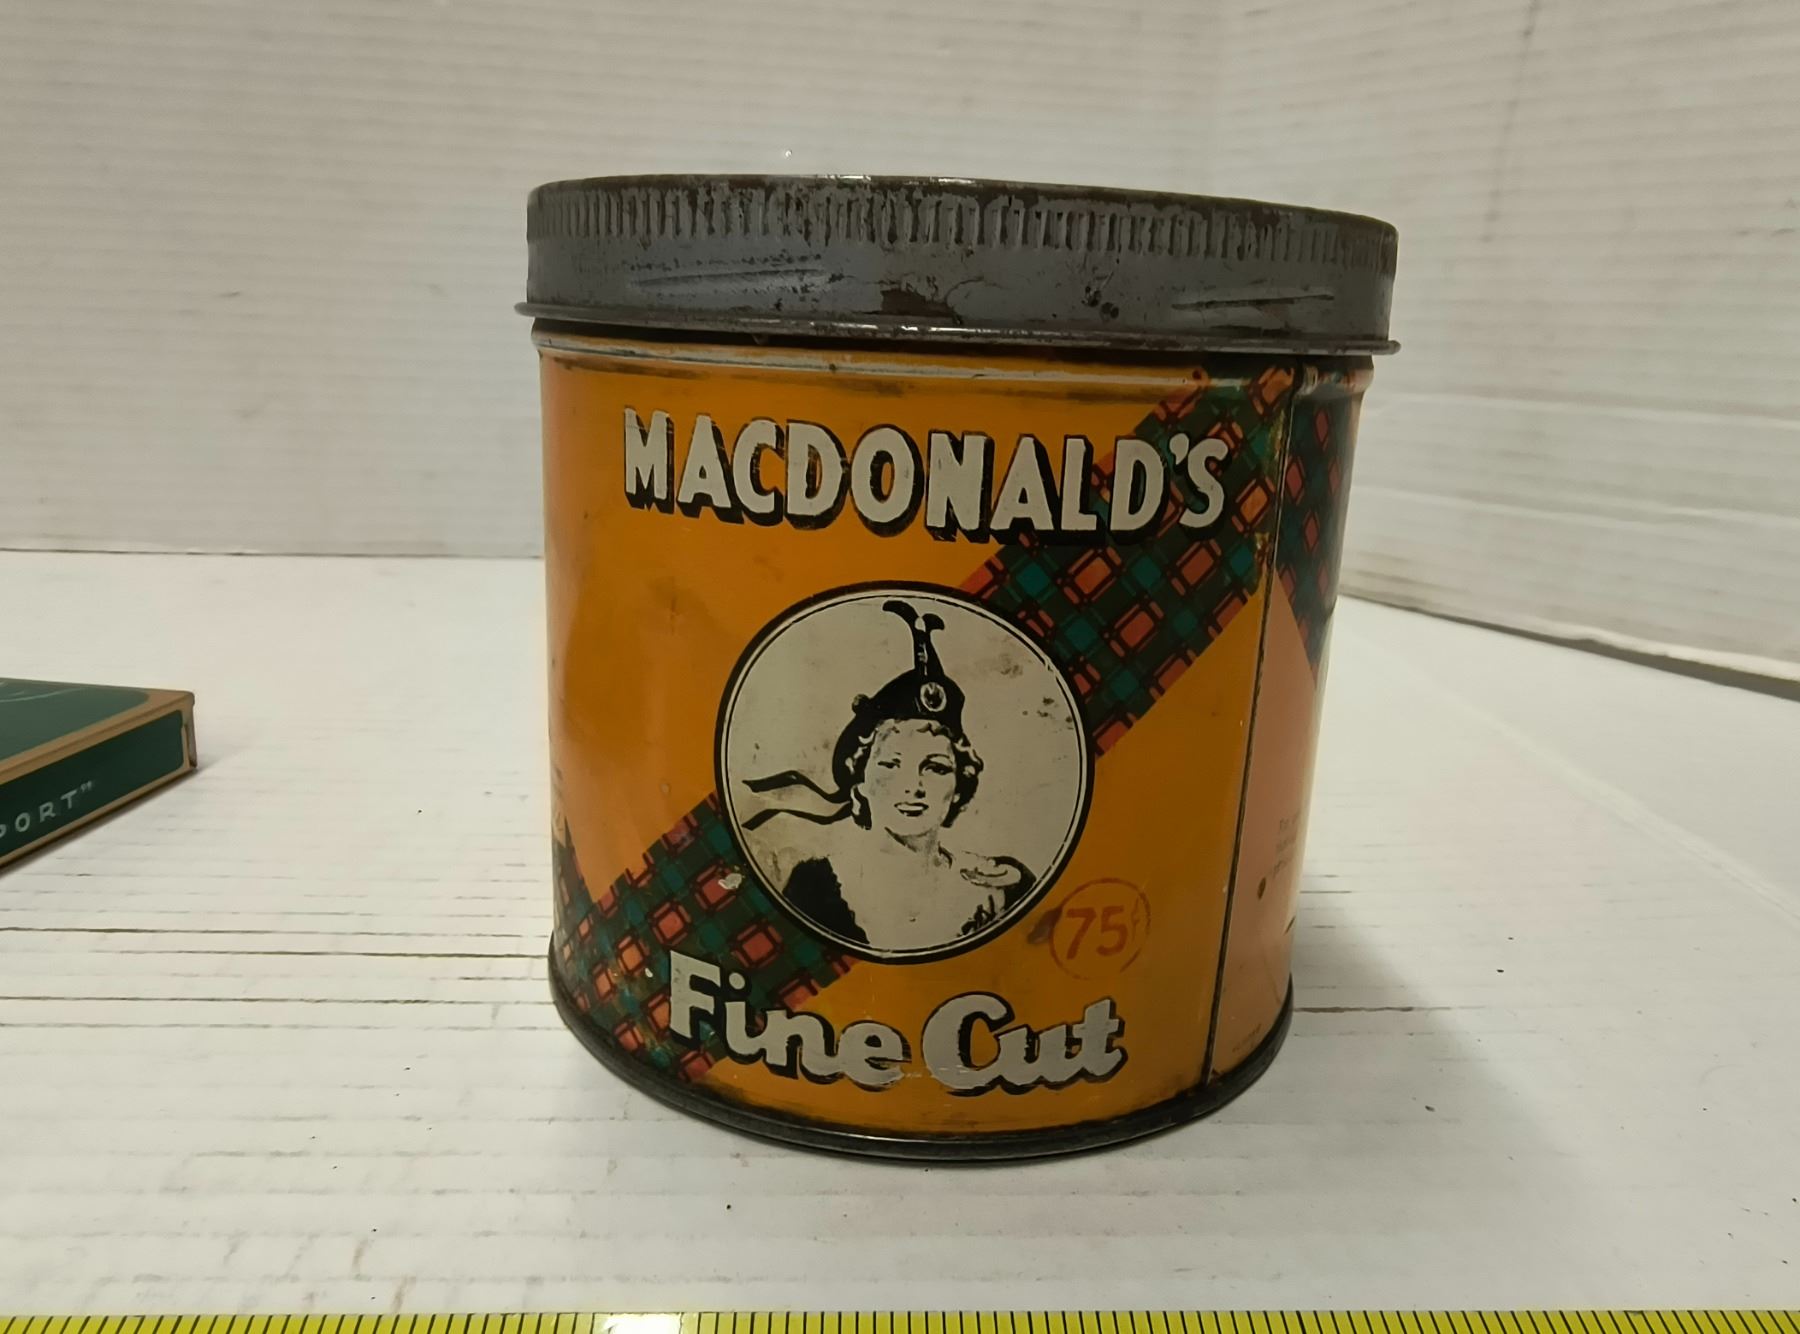 MACDONALD'S
75¢
Fine Cut
PORT"